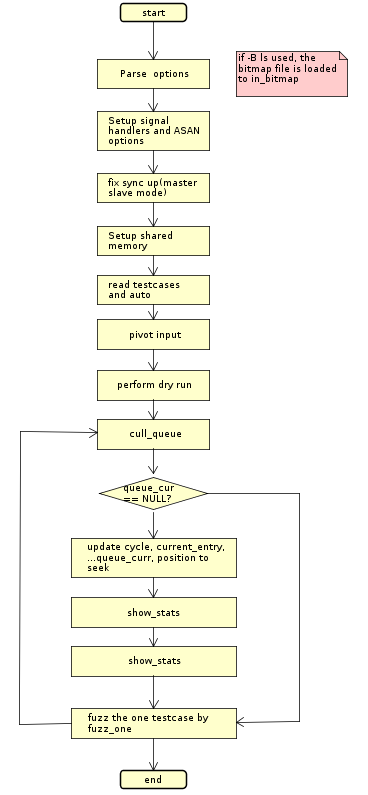 start
Parse options
if -B Is used, the
bitmap file is loaded
to in_bitmap
Setup signal
handlers and ASAN
options
fix sync up(master
slave mode)
Setup shared
memory
read testcases
and auto
pivot input
perform dry run
cull_queue
queue_cur
== NULL?
update cycle, current_entry,
...queue_curr, position to
seek
show_stats
show_stats
fuzz the one testcase by
fuzz_one
end